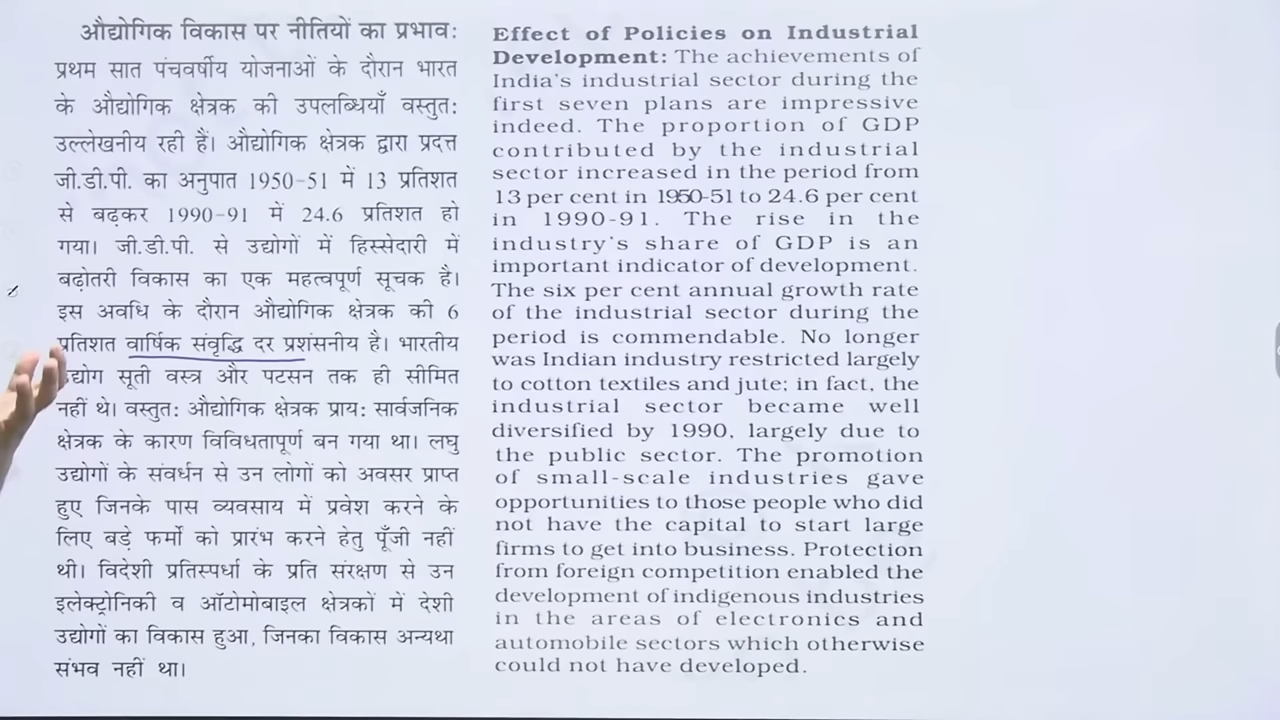 औद्योगिक विकास पर नीतियों का प्रभाव:
प्रथम सात पंचवर्षीय योजनाओं के दौरान भारत
के औद्योगिक क्षेत्रक की उपलब्धियाँ वस्तुत:
उल्लेखनीय रही हैं। औद्योगिक क्षेत्रक द्वारा प्रदत्त
जी.डी.पी. का अनुपात 1950-51 में 13 प्रतिशत
से बढ़कर 1990-91 में 24.6 प्रतिशत हो
गया। जी.डी.पी. से उद्योगों में हिस्सेदारी में
बढ़ोतरी विकास का एक महत्वपूर्ण सूचक है।
इस अवधि के दौरान औद्योगिक क्षेत्रक की 6
प्रतिशत वार्षिक संवृद्धि दर प्रशंसनीय है। भारतीय
उद्योग सूती वस्त्र और पटसन तक ही सीमित
नहीं थे। वस्तुत: औद्योगिक क्षेत्रक प्राय: सार्वजनिक
क्षेत्रक के कारण विविधतापूर्ण बन गया था। लघु
उद्योगों के संवर्धन से उन लोगों को अवसर प्राप्त
हुए जिनके पास व्यवसाय में प्रवेश करने के
लिए बड़े फर्मो को प्रारंभ करने हेतु पूँजी नहीं
थी। विदेशी प्रतिस्पर्धा के प्रति संरक्षण से उन
इलेक्ट्रोनिकी व ऑटोमोबाइल क्षेत्रकों में देशी
उद्योगों का विकास हुआ, जिनका विकास अन्यथा
संभव नहीं था।
Effect of Policies on Industrial
Development: The achievements of
India's industrial sector during the
first seven plans are impressive
indeed. The proportion of GDP
contributed by the industrial
sector increased in the period from
13 per cent in 1950-51 to 24.6 per cent
in 1990-91. The rise in the
industry's share of GDP is an
important indicator of development.
The six per cent annual growth rate
of the industrial sector during the
period is commendable. No longer
was Indian industry restricted largely
to cotton textiles and jute; in fact, the
industrial sector became well
diversified by 1990, largely due to
the public sector. The promotion
of small-scale industries gave
opportunities to those people who did
not have the capital to start large
firms to get into business. Protection
from foreign competition enabled the
development of indigenous industries
in the areas of electronics and
automobile sectors which otherwise
could not have developed.